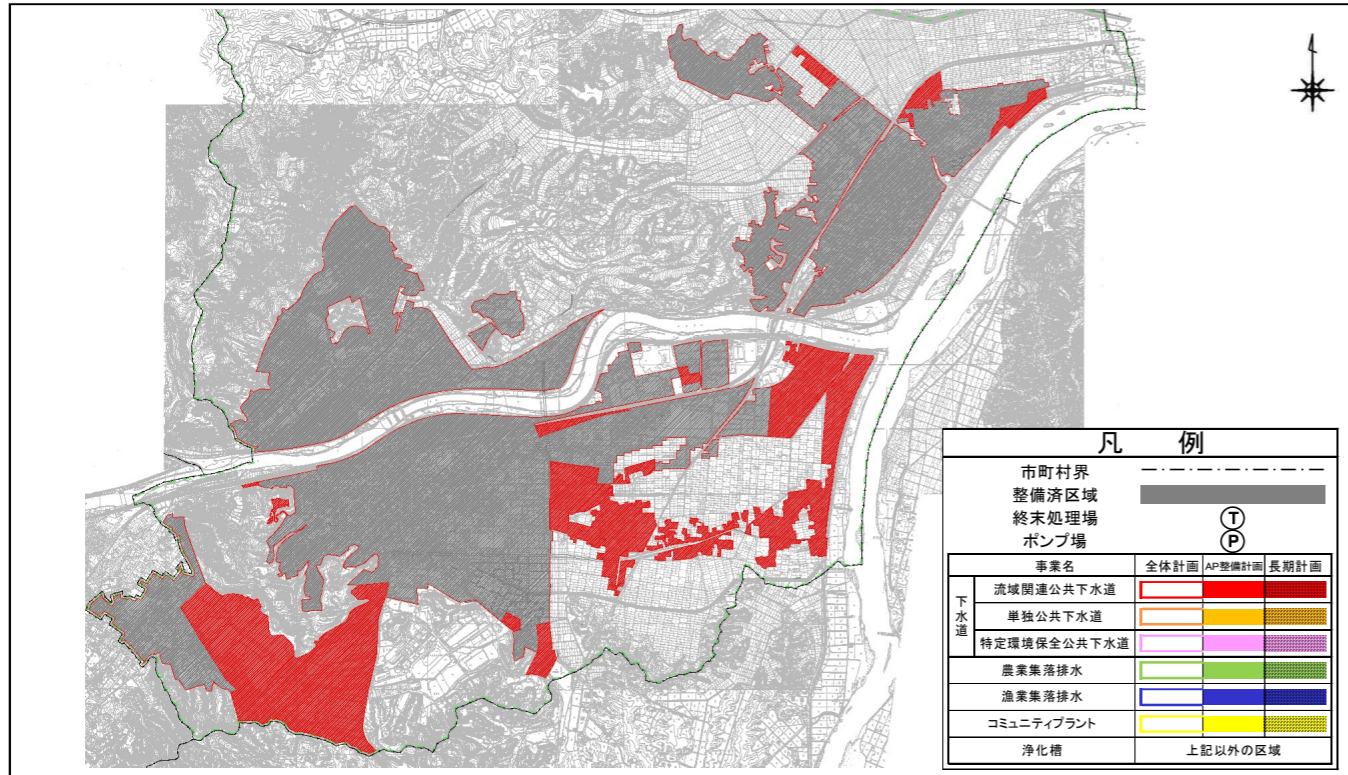 凡 例
市町村界
整備済区域
終末処理場 T
ポンプ場 P
事業名 全体計画 AP整備計画 長期計画
下水道
流域関連公共下水道
単独公共下水道
特定環境保全公共下水道
農業集落排水
漁業集落排水
コミュニティプラント
浄化槽 上記以外の区域